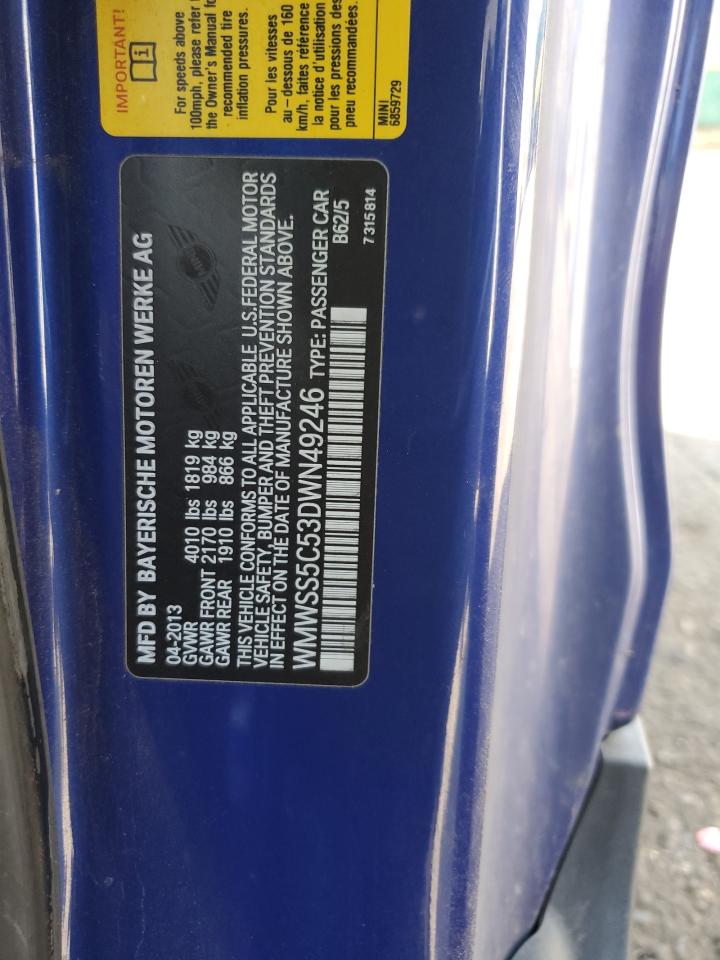 IMPORTANT!
For speeds above
100mph, please refer
the Owner's Manual for
recommended tire
inflation pressures.
Pour les vitesses
au – dessous de 160
km/h, faites référence
la notice d'utilisation
pour les pressions des
pneu recommandées.
MINI
6859729
MFD BY BAYERISCHE MOTOREN WERKE AG
04-2013
GVWR 4010 lbs 1819 kg
GAWR FRONT 2170 lbs 984 kg
GAWR REAR 1910 lbs 866 kg
THIS VEHICLE CONFORMS TO ALL APPLICABLE U.S.FEDERAL MOTOR
VEHICLE SAFETY, BUMPER AND THEFT PREVENTION STANDARDS
IN EFFECT ON THE DATE OF MANUFACTURE SHOWN ABOVE.
WMWSS5C53DWN49246 TYPE: PASSENGER CAR
B62/5
7315814